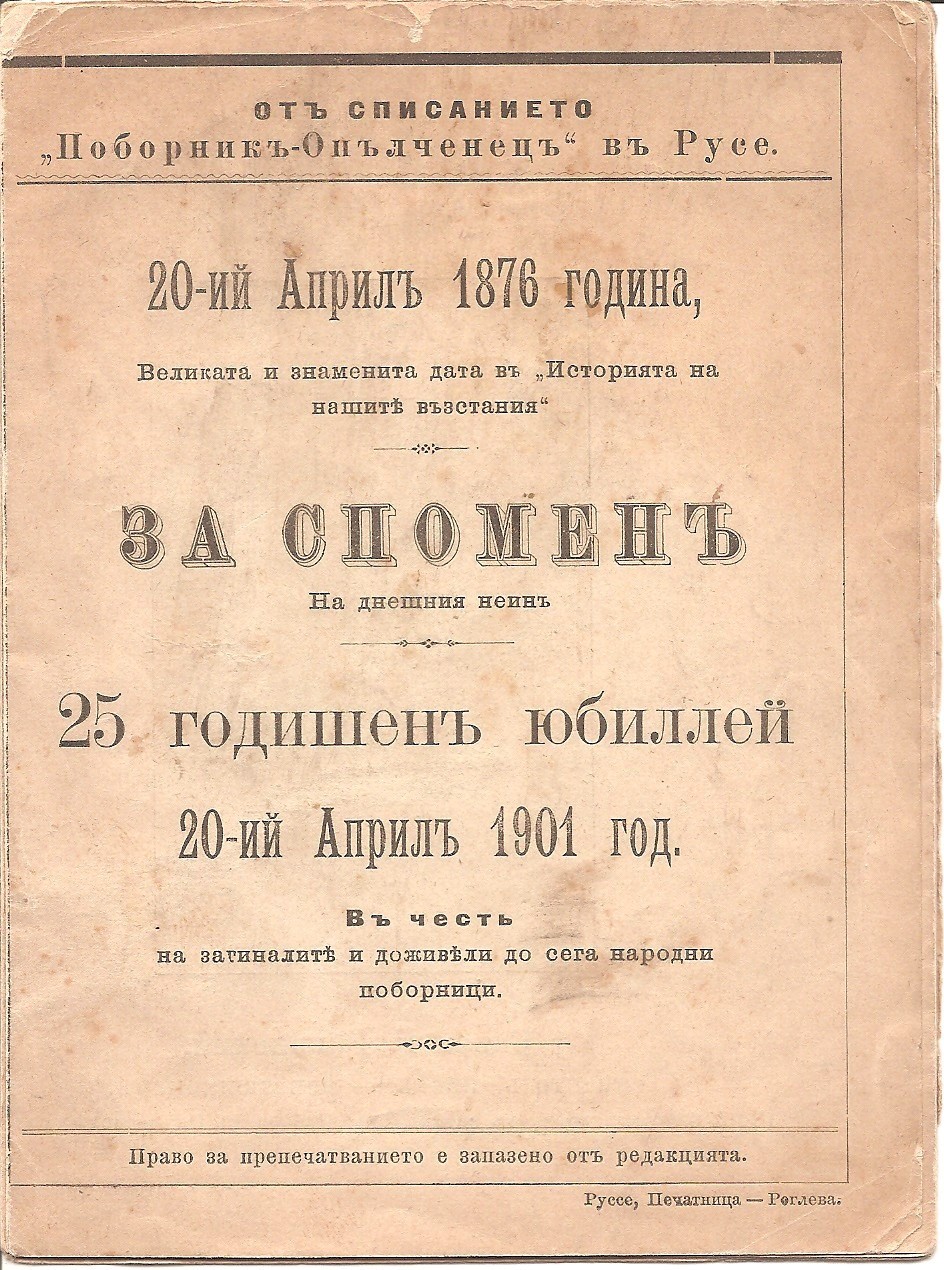 ОТЪ СПИСАНИЕТО
„Поборникъ-Опълченецъ“ въ Русе.
20-ий Априлъ 1876 година,
Великата и знаменита дата въ „Историята на
нашитѣ възстания“
ЗА СПОМЕНЪ
На днешния неинъ
25 годишенъ юбиллей
20-ий Априлъ 1901 год.
Въ честь
на загиналитѣ и доживѣли до сега народни
поборници.
Право за препечатванието е запазено отъ редакцията.
Руссе, Печатница — Роглева.